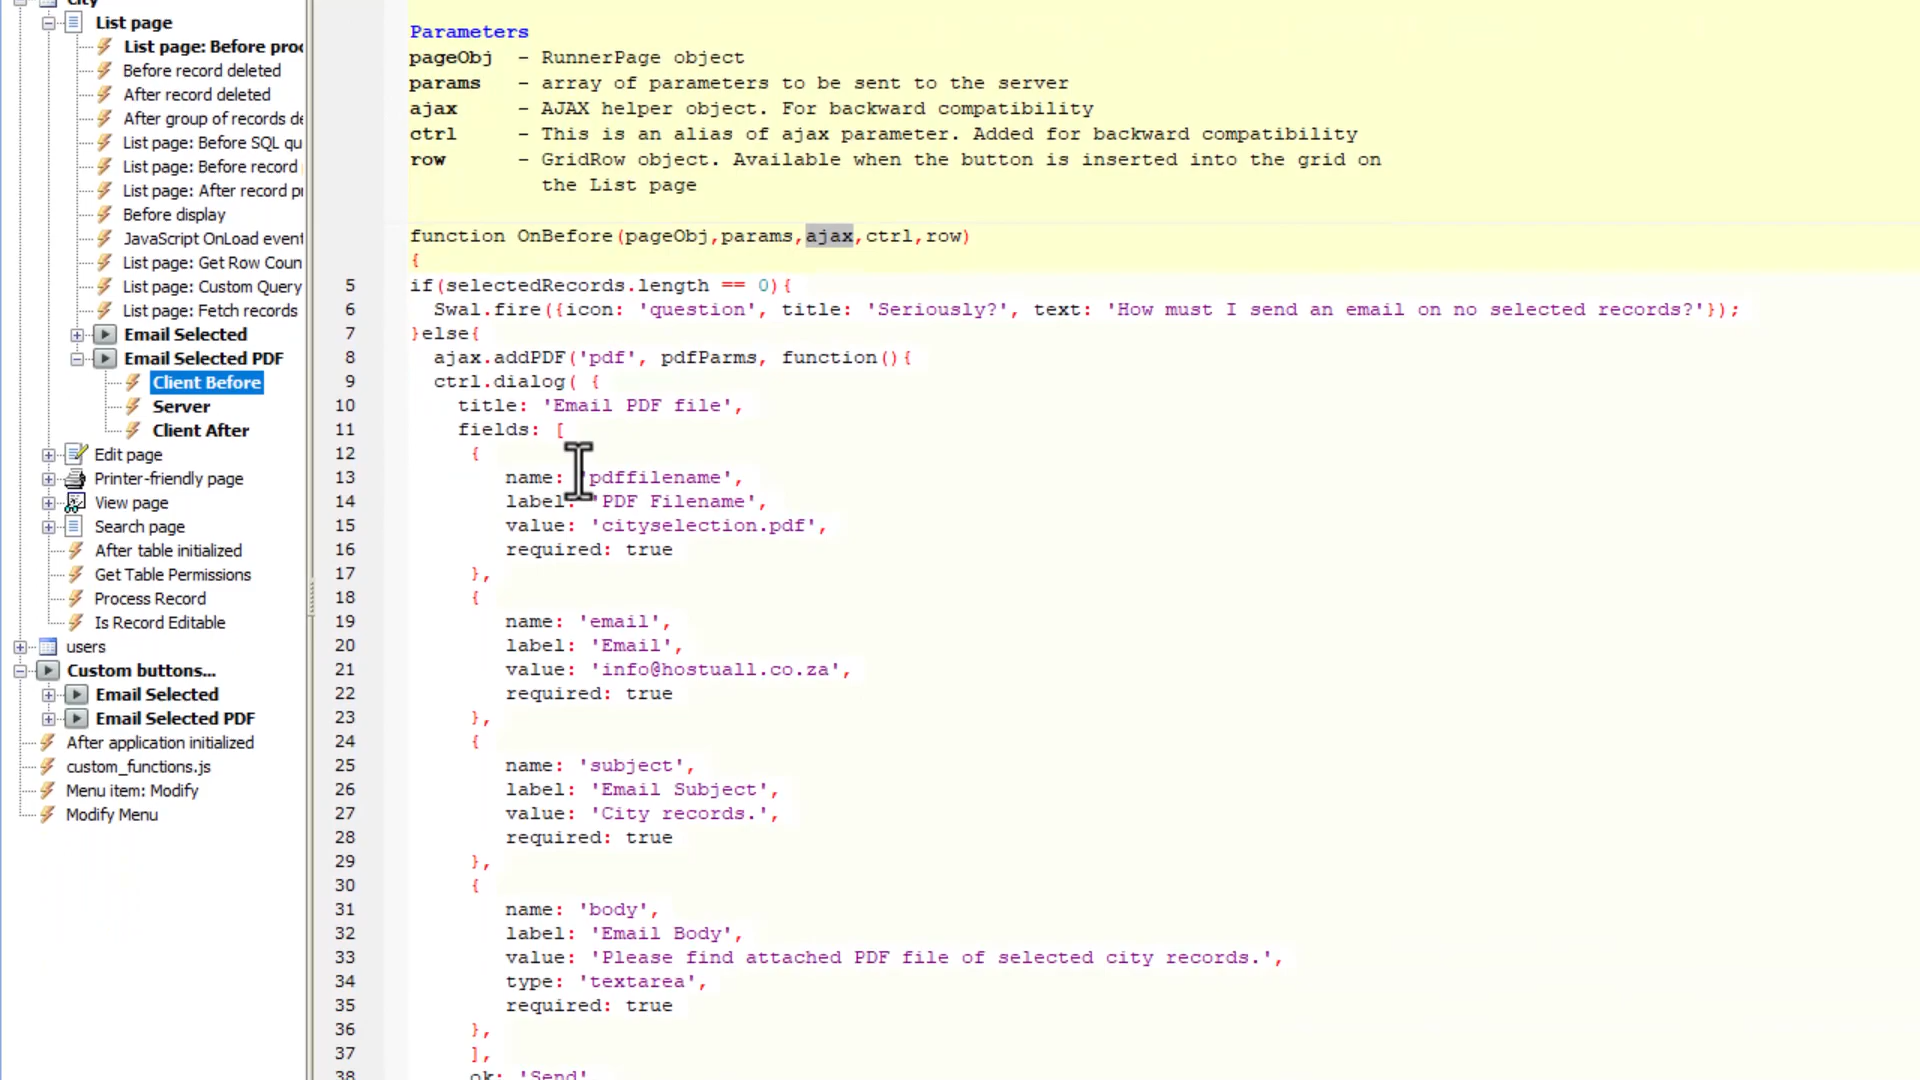 City
List page
List page: Before proc
Before record deleted
After record deleted
After group of records de
List page: Before SQL qu
List page: Before record
List page: After record pr
Before display
JavaScript OnLoad event
List page: Get Row Coun
List page: Custom Query
List page: Fetch records
Email Selected
Email Selected PDF
Client Before
Server
Client After
Edit page
Printer-friendly page
View page
Search page
After table initialized
Get Table Permissions
Process Record
Is Record Editable
users
Custom buttons...
Email Selected
Email Selected PDF
After application initialized
custom_functions.js
Menu item: Modify
Modify Menu
Parameters
pageObj - RunnerPage object
params - array of parameters to be sent to the server
ajax - AJAX helper object. For backward compatibility
ctrl - This is an alias of ajax parameter. Added for backward compatibility
row - GridRow object. Available when the button is inserted into the grid on
the List page
function OnBefore(pageObj,params,ajax,ctrl,row)
{
5 if(selectedRecords.length == 0){
6 Swal.fire({icon: 'question', title: 'Seriously?', text: 'How must I send an email on no selected records?'});
7 }else{
8 ajax.addPDF('pdf', pdfParms, function(){
9 ctrl.dialog( {
10 title: 'Email PDF file',
11 fields: [
12 {
13 name: 'pdffilename',
14 label: 'PDF Filename',
15 value: 'cityselection.pdf',
16 required: true
17 },
18 {
19 name: 'email',
20 label: 'Email',
21 value: 'info@hostuall.co.za',
22 required: true
23 },
24 {
25 name: 'subject',
26 label: 'Email Subject',
27 value: 'City records.',
28 required: true
29 },
30 {
31 name: 'body',
32 label: 'Email Body',
33 value: 'Please find attached PDF file of selected city records.',
34 type: 'textarea',
35 required: true
36 },
37 ],
38 ok: 'Send'